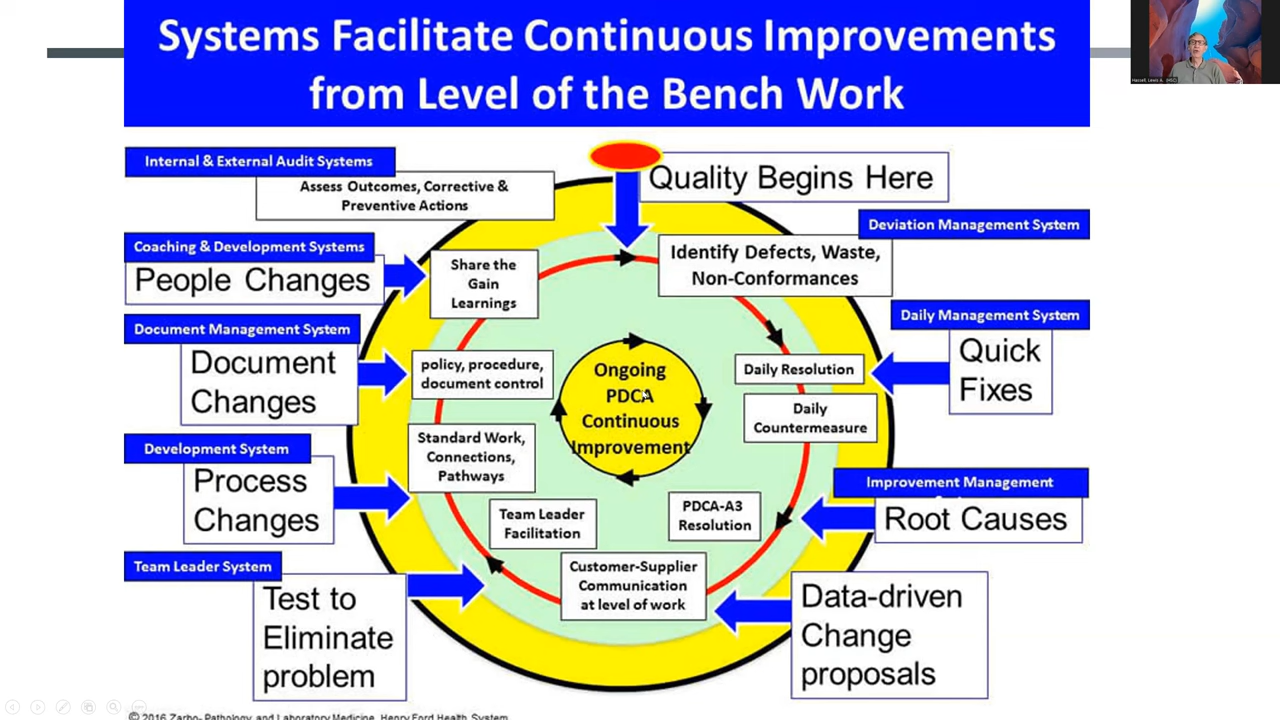 Systems Facilitate Continuous Improvements
from Level of the Bench Work
Internal & External Audit Systems
Assess Outcomes, Corrective &
Preventive Actions
Quality Begins Here
Deviation Management System
Identify Defects, Waste,
Non-Conformances
Coaching & Development Systems
People Changes
Share the
Gain
Learnings
Daily Management System
Quick
Fixes
Daily Resolution
Daily
Countermeasure
Document Management System
Document
Changes
policy, procedure,
document control
Ongoing
PDCA
Continuous
Improvement
Development System
Process
Changes
Standard Work,
Connections,
Pathways
Improvement Management
Root Causes
PDCA-A3
Resolution
Team Leader
Facilitation
Team Leader System
Test to
Eliminate
problem
Customer-Supplier
Communication
at level of work
Data-driven
Change
proposals
© 2016 Zarbo- Pathology and Laboratory Medicine, Henry Ford Health System
Hassell, Lewis A. (HSC)